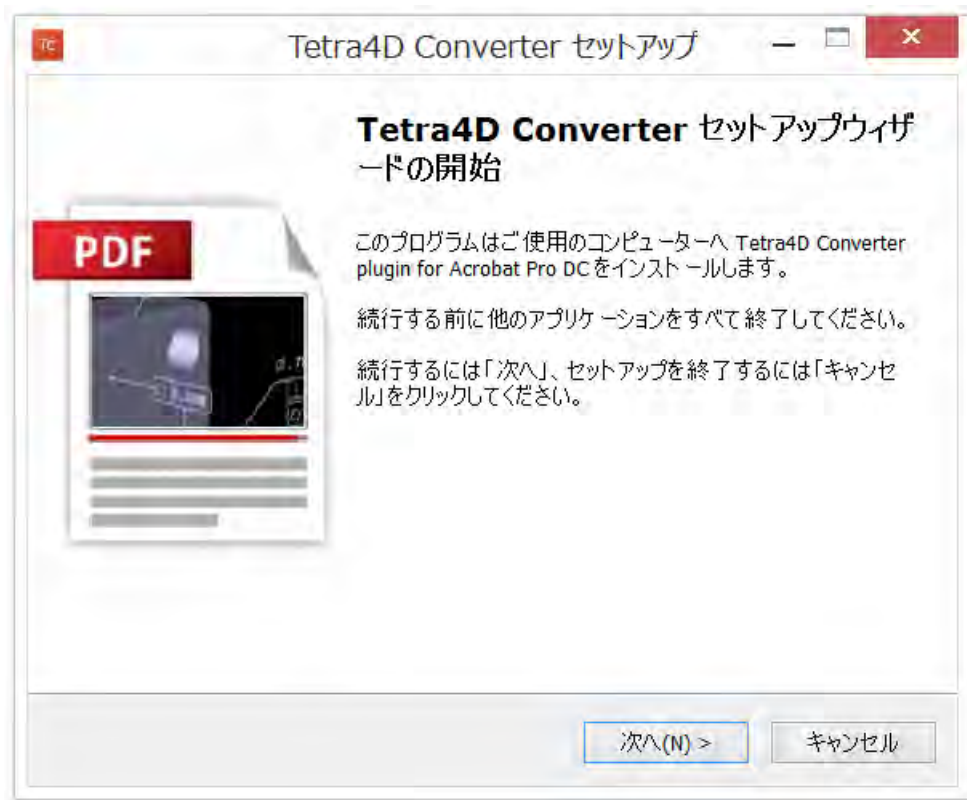 Tc
Tetra4D Converter セットアップ
Tetra4D Converter セットアップウィザ
ードの開始
PDF
このプログラムはご使用のコンピューターへ Tetra4D Converter
plugin for Acrobat Pro DCをインストールします。
続行する前に他のアプリケーションをすべて終了してください。
続行するには「次へ」、セットアップを終了するには「キャンセ
ル」をクリックしてください。
次へ(N) >
キャンセル